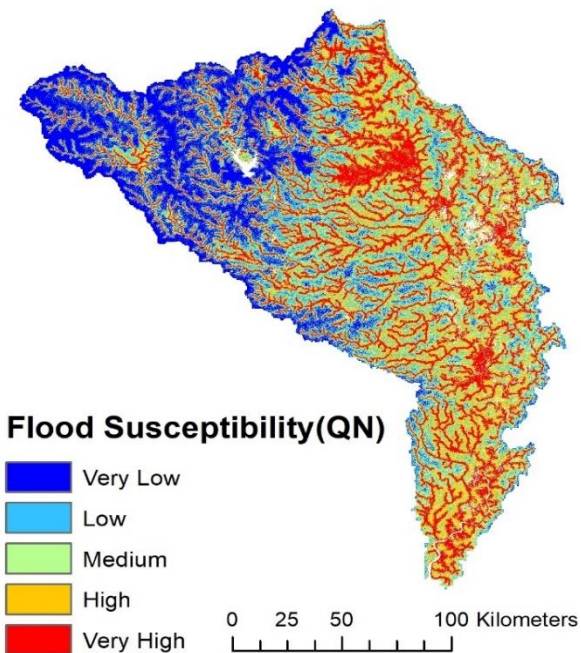 Flood Susceptibility(QN)
Very Low
Low
Medium
High
Very High
0 25 50 100 Kilometers